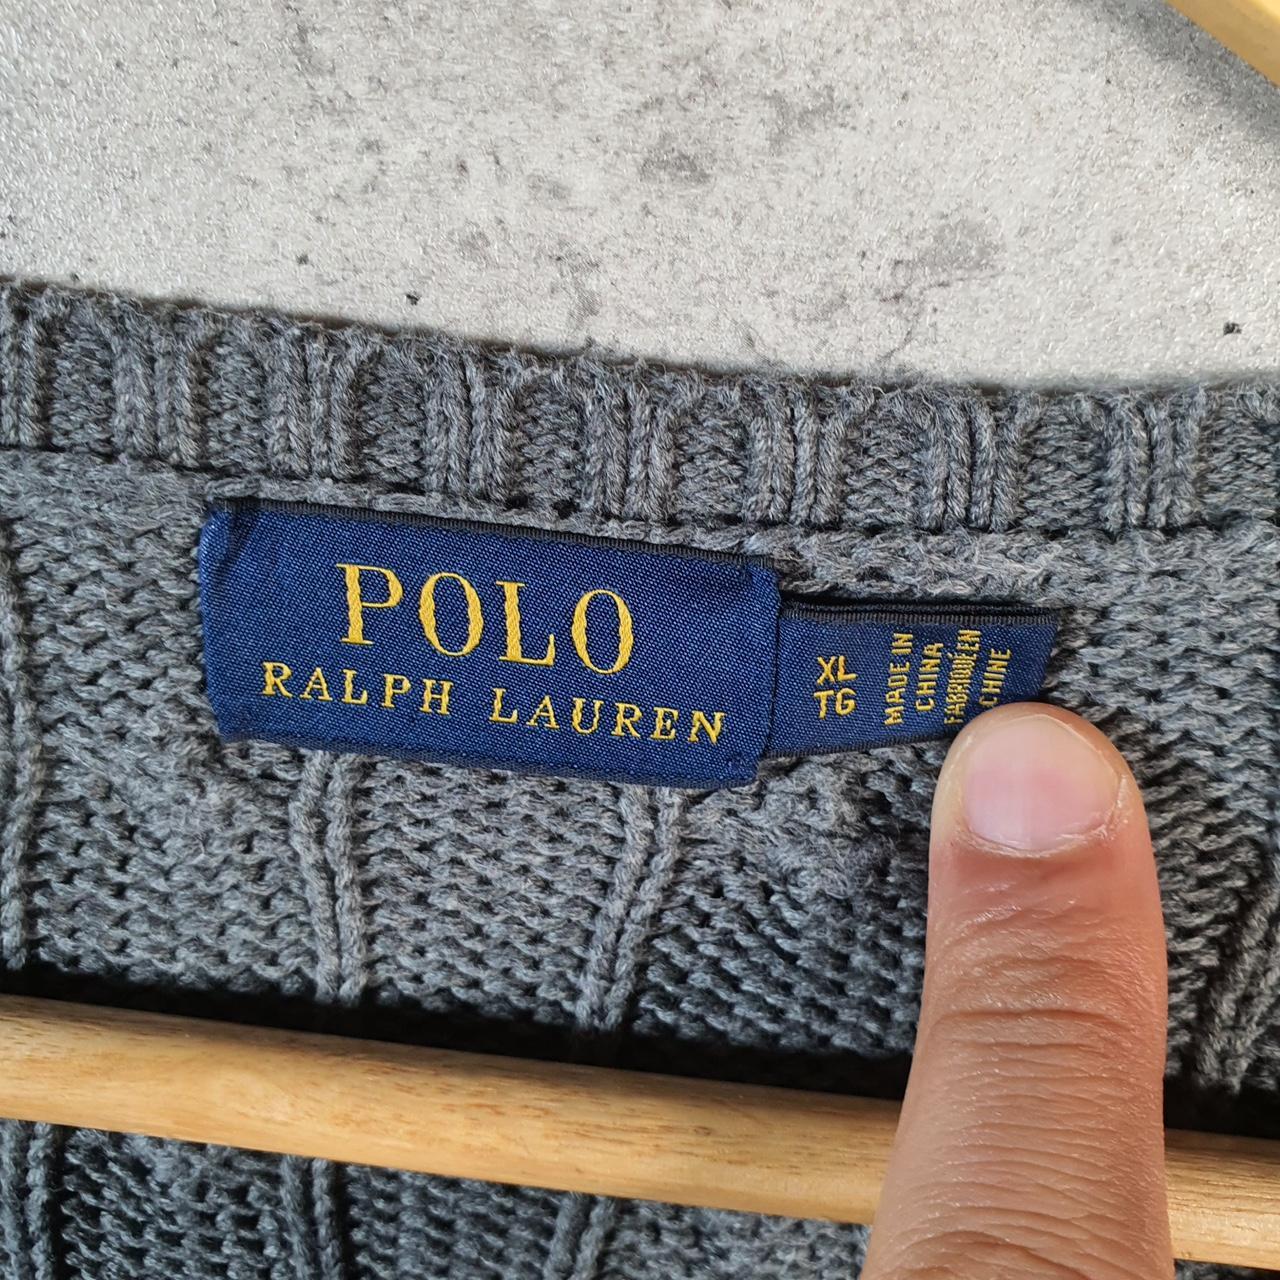 POLO
RALPH LAUREN
XL
TG
MADE IN
CHINA
FABRIQUÉ EN
CHINE